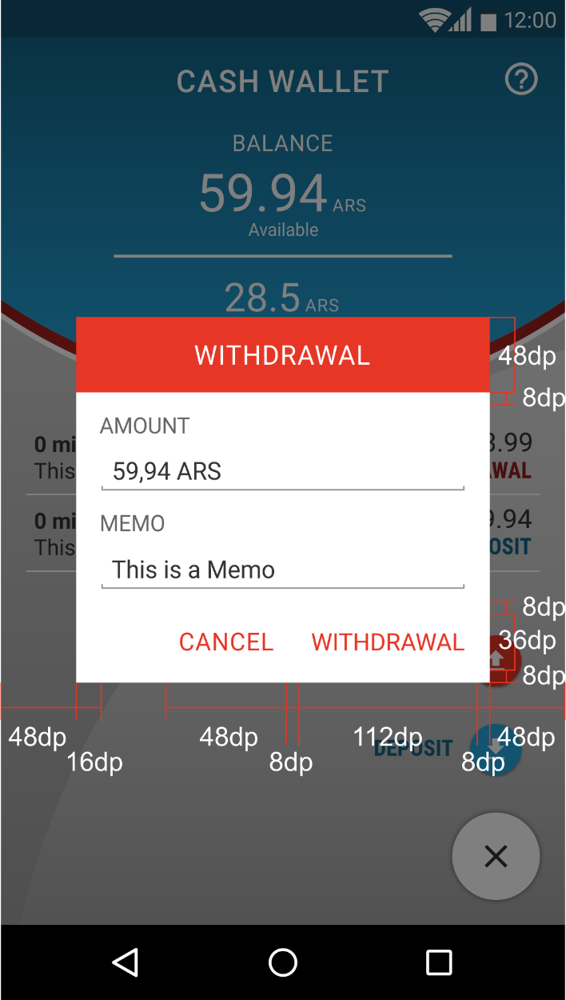 12:00
CASH WALLET
BALANCE
59.94 ARS
Available
28.5 ARS
WITHDRAWAL
48dp
8dp
AMOUNT
0 mi
3.99
59,94 ARS
This
AWAL
MEMO
0 mi
9.94
This
OSIT
This is a Memo
8dp
CANCEL
WITHDRAWAL
36dp
8dp
48dp
48dp
112dp
48dp
DEPOSIT
16dp
8dp
8dp